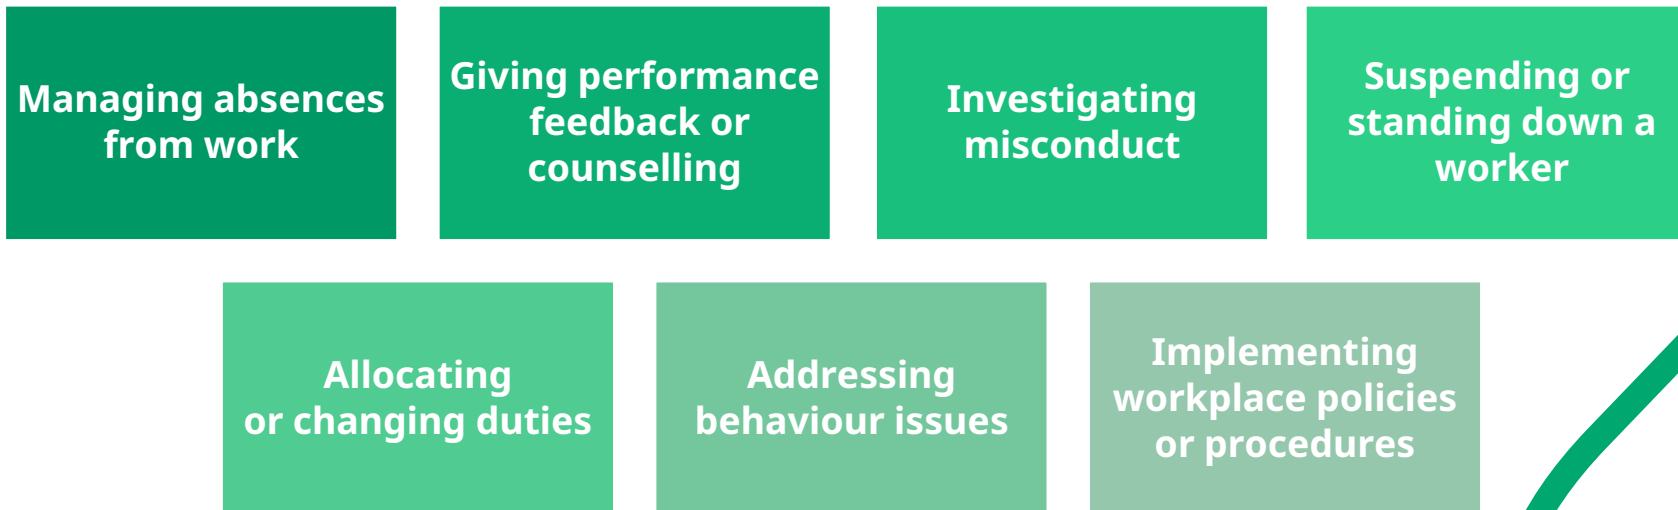 Managing absences
from work
Giving performance
feedback or
counselling
Investigating
misconduct
Suspending or
standing down a
worker
Allocating
or changing duties
Addressing
behaviour issues
Implementing
workplace policies
or procedures